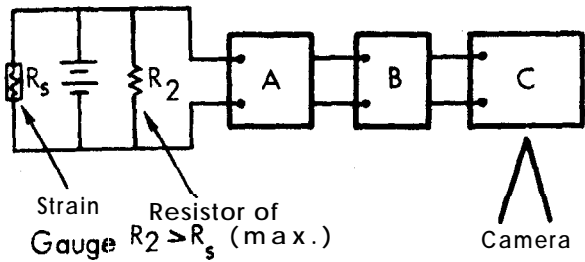 Rs
R2
A
B
C
Strain
Gauge
Resistor of
R2 > Rs (max.)
Camera